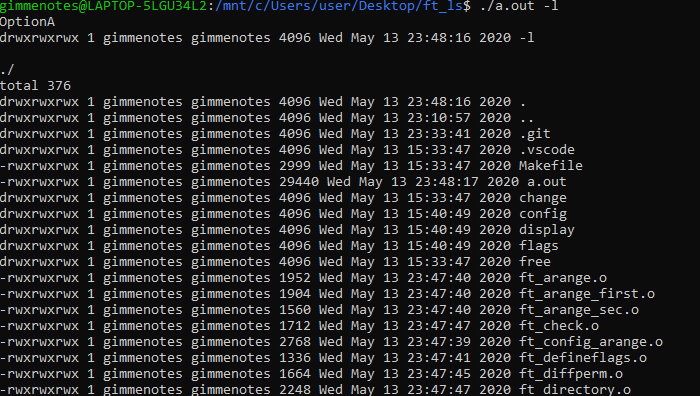 gimmenotes@LAPTOP-5LGU34L2:/mnt/c/Users/user/Desktop/ft_ls$ ./a.out -l
OptionA
drwxrwxrwx 1 gimmenotes gimmenotes 4096 Wed May 13 23:48:16 2020 -l
./
total 376
drwxrwxrwx 1 gimmenotes gimmenotes 4096 Wed May 13 23:48:16 2020 .
drwxrwxrwx 1 gimmenotes gimmenotes 4096 Wed May 13 23:10:57 2020 ..
drwxrwxrwx 1 gimmenotes gimmenotes 4096 Wed May 13 23:33:41 2020 .git
drwxrwxrwx 1 gimmenotes gimmenotes 4096 Wed May 13 15:33:47 2020 .vscode
-rwxrwxrwx 1 gimmenotes gimmenotes 2999 Wed May 13 15:33:47 2020 Makefile
-rwxrwxrwx 1 gimmenotes gimmenotes 29440 Wed May 13 23:48:17 2020 a.out
drwxrwxrwx 1 gimmenotes gimmenotes 4096 Wed May 13 15:33:47 2020 change
drwxrwxrwx 1 gimmenotes gimmenotes 4096 Wed May 13 15:40:49 2020 config
drwxrwxrwx 1 gimmenotes gimmenotes 4096 Wed May 13 15:40:49 2020 display
drwxrwxrwx 1 gimmenotes gimmenotes 4096 Wed May 13 15:40:49 2020 flags
drwxrwxrwx 1 gimmenotes gimmenotes 4096 Wed May 13 15:33:47 2020 free
-rwxrwxrwx 1 gimmenotes gimmenotes 1952 Wed May 13 23:47:40 2020 ft_arange.o
-rwxrwxrwx 1 gimmenotes gimmenotes 1904 Wed May 13 23:47:40 2020 ft_arange_first.o
-rwxrwxrwx 1 gimmenotes gimmenotes 1560 Wed May 13 23:47:40 2020 ft_arange_sec.o
-rwxrwxrwx 1 gimmenotes gimmenotes 1712 Wed May 13 23:47:47 2020 ft_check.o
-rwxrwxrwx 1 gimmenotes gimmenotes 2768 Wed May 13 23:47:39 2020 ft_config_arange.o
-rwxrwxrwx 1 gimmenotes gimmenotes 1336 Wed May 13 23:47:41 2020 ft_defineflags.o
-rwxrwxrwx 1 gimmenotes gimmenotes 1664 Wed May 13 23:47:45 2020 ft_diffperm.o
-rwxrwxrwx 1 gimmenotes gimmenotes 2248 Wed May 13 23:47:47 2020 ft_directory.o